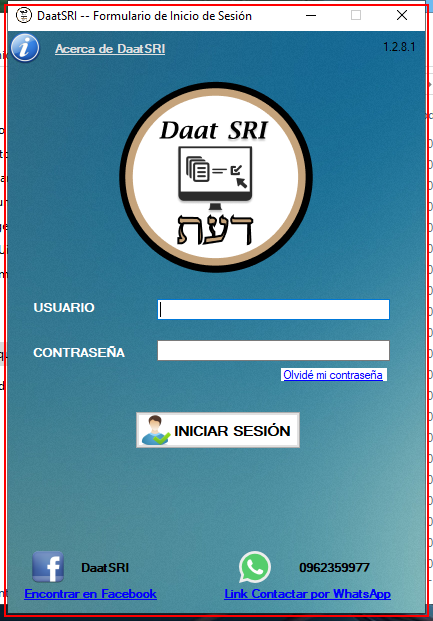 DaatSRI -- Formulario de Inicio de Sesión
Acerca de DaatSRI
1.2.8.1
Daat SRI
דעת
USUARIO
CONTRASEÑA
Olvidé mi contraseña
INICIAR SESIÓN
DaatSRI
0962359977
Encontrar en Facebook
Link Contactar por WhatsApp